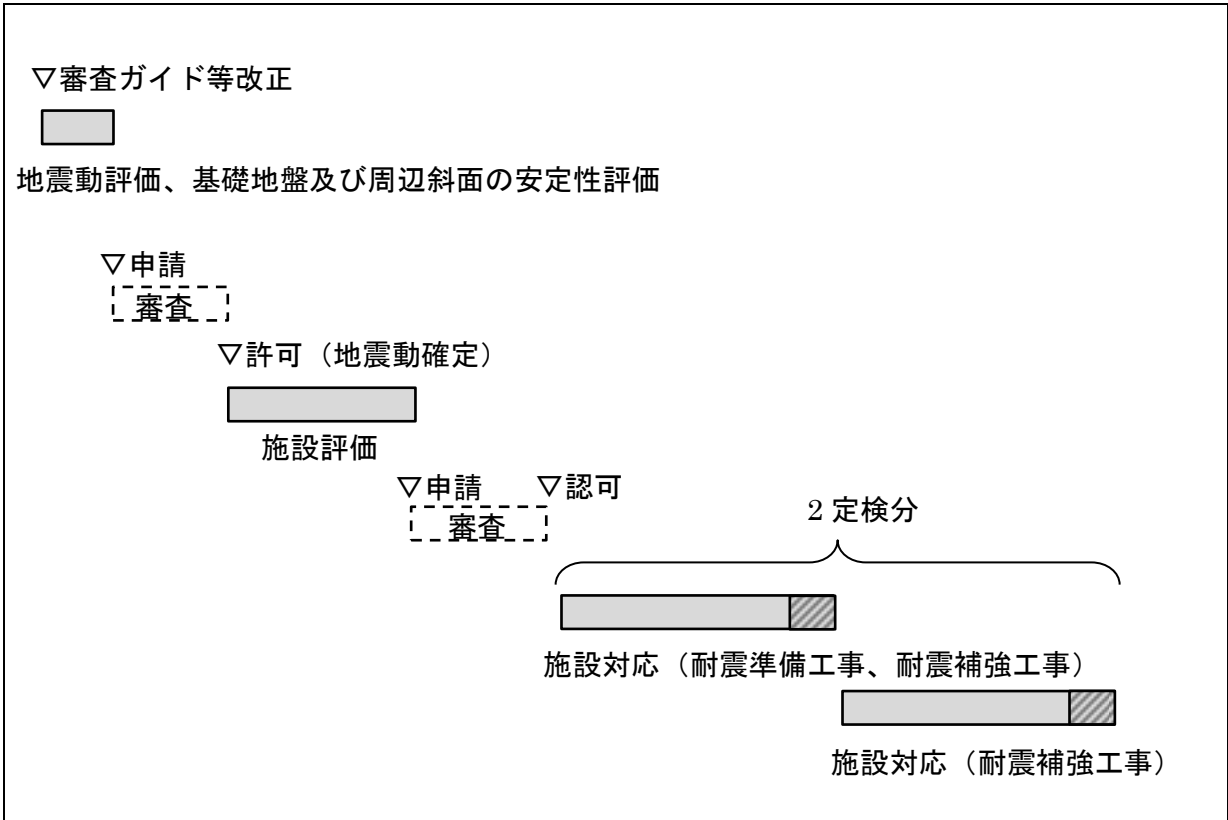 ▽審査ガイド等改正
地震動評価、基礎地盤及び周辺斜面の安定性評価
▽申請
審査
▽許可（地震動確定）
施設評価
▽申請 ▽認可
審査
2 定検分
施設対応（耐震準備工事、耐震補強工事）
施設対応（耐震補強工事）